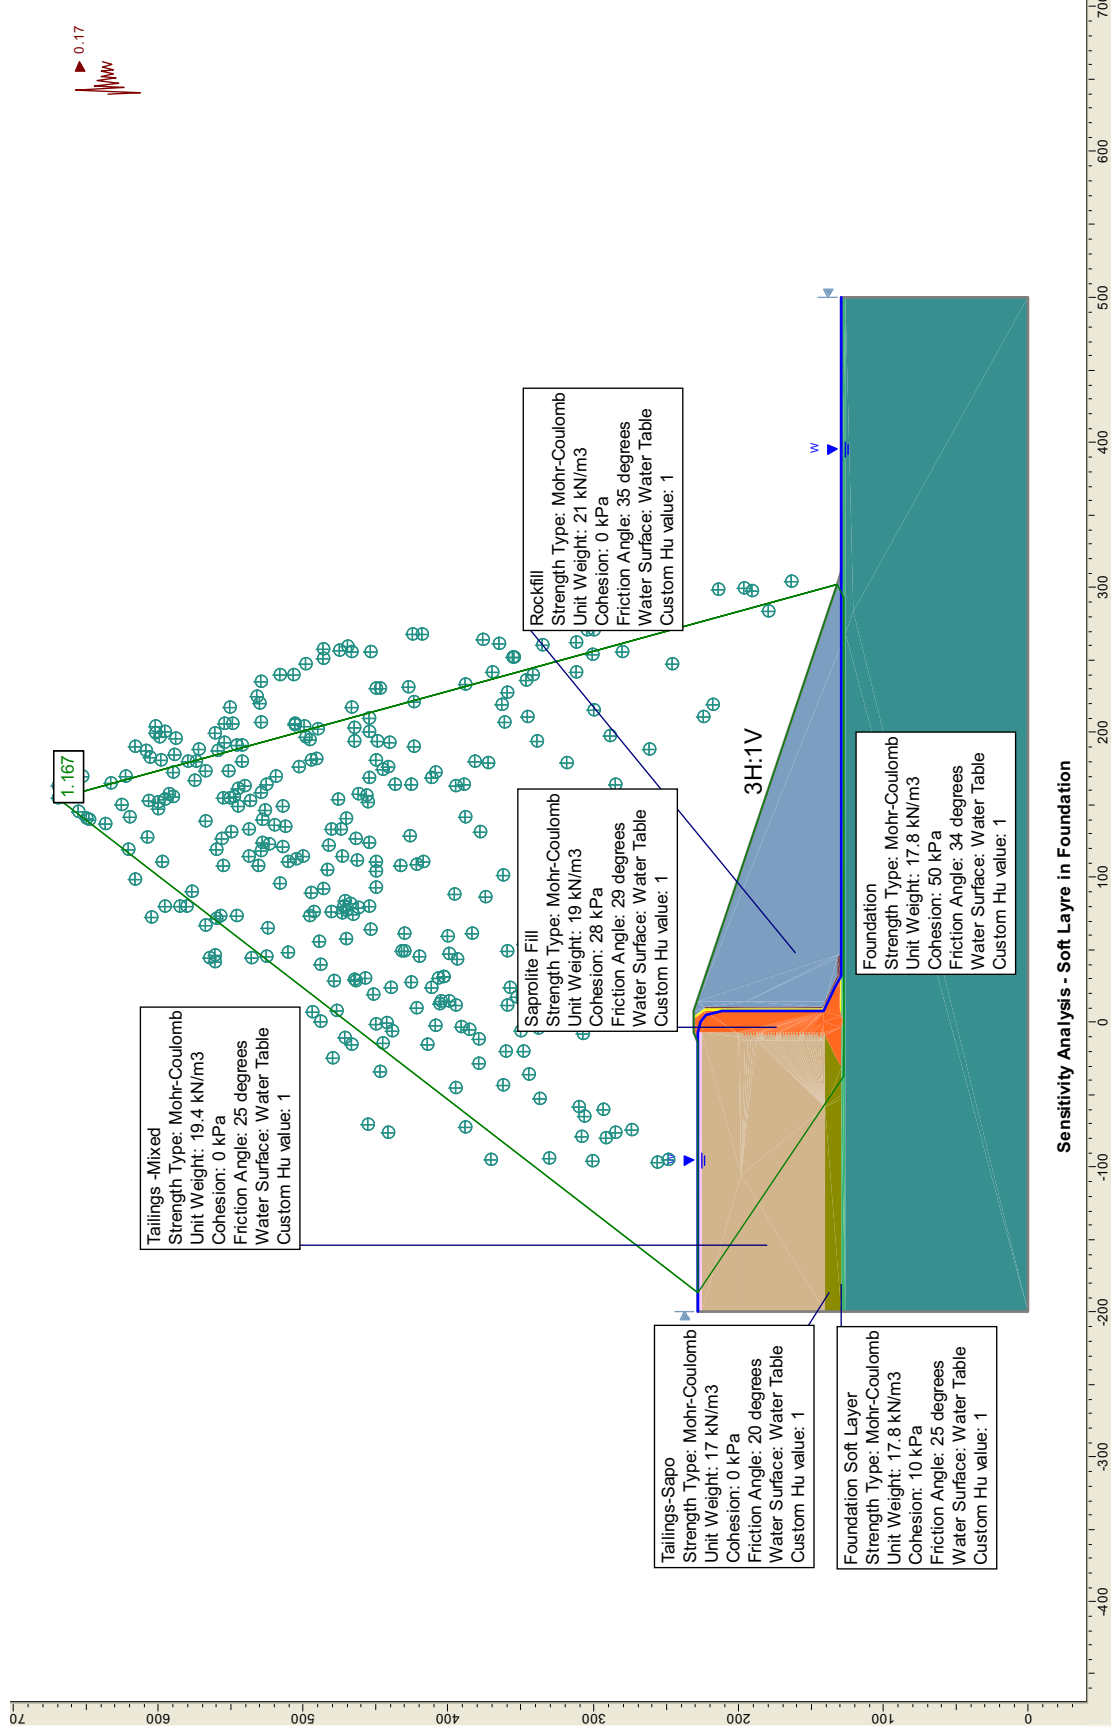 0.17
1.167
Tailings -Mixed
Strength Type: Mohr-Coulomb
Unit Weight: 19.4 kN/m3
Cohesion: 0 kPa
Friction Angle: 25 degrees
Water Surface: Water Table
Custom Hu value: 1
Saprolite Fill
Strength Type: Mohr-Coulomb
Unit Weight: 19 kN/m3
Cohesion: 28 kPa
Friction Angle: 29 degrees
Water Surface: Water Table
Custom Hu value: 1
Rockfill
Strength Type: Mohr-Coulomb
Unit Weight: 21 kN/m3
Cohesion: 0 kPa
Friction Angle: 35 degrees
Water Surface: Water Table
Custom Hu value: 1
Tailings-Sapo
Strength Type: Mohr-Coulomb
Unit Weight: 17 kN/m3
Cohesion: 0 kPa
Friction Angle: 20 degrees
Water Surface: Water Table
Custom Hu value: 1
Foundation Soft Layer
Strength Type: Mohr-Coulomb
Unit Weight: 17.8 kN/m3
Cohesion: 10 kPa
Friction Angle: 25 degrees
Water Surface: Water Table
Custom Hu value: 1
Foundation
Strength Type: Mohr-Coulomb
Unit Weight: 17.8 kN/m3
Cohesion: 50 kPa
Friction Angle: 34 degrees
Water Surface: Water Table
Custom Hu value: 1
3H:1V
W
Sensitivity Analysis - Soft Layre in Foundation
70
600
500
400
300
200
100
0
-400
-300
-200
-100
0
100
200
300
400
500
600
700